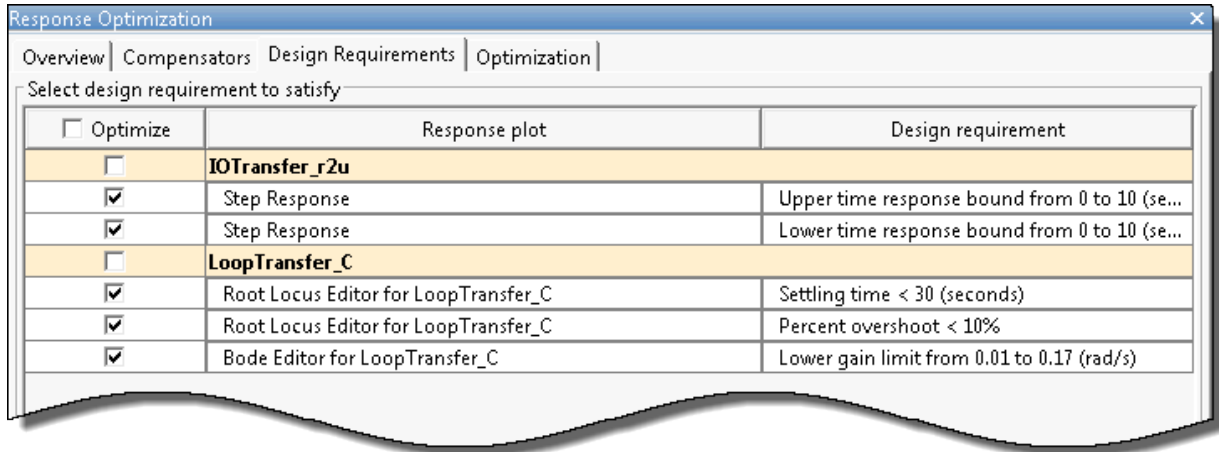 Response Optimization
Overview Compensators Design Requirements Optimization
Select design requirement to satisfy
Optimize Response plot Design requirement
IOTransfer_r2u
Step Response Upper time response bound from 0 to 10 (se...
Step Response Lower time response bound from 0 to 10 (se...
LoopTransfer_C
Root Locus Editor for LoopTransfer_C Settling time < 30 (seconds)
Root Locus Editor for LoopTransfer_C Percent overshoot < 10%
Bode Editor for LoopTransfer_C Lower gain limit from 0.01 to 0.17 (rad/s)